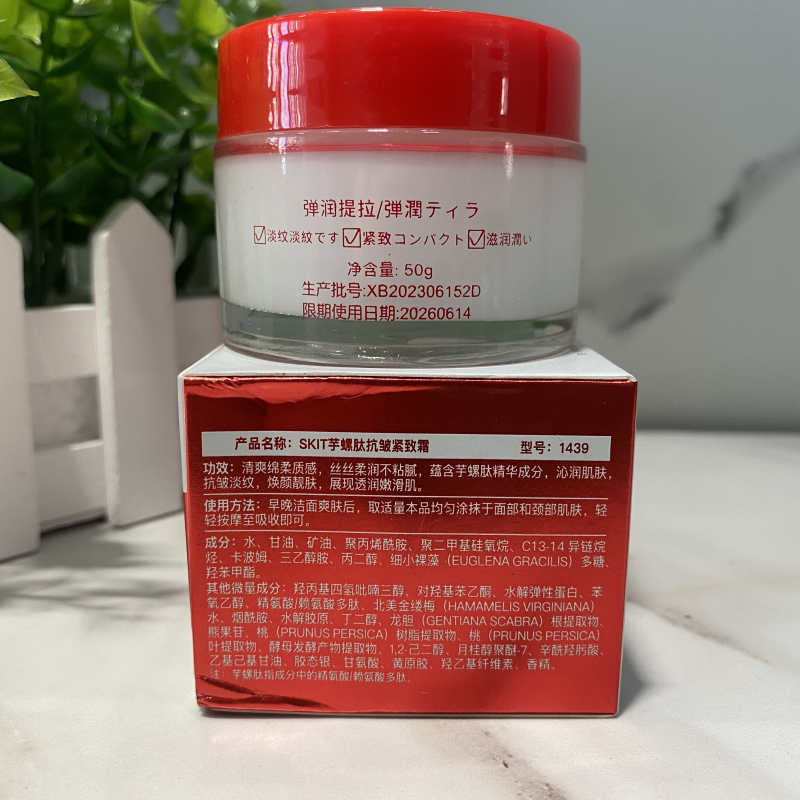 弹润提拉/弾潤ティラ
☑淡纹淡紋です☑紧致コンパクト☑滋润潤い
净含量: 50g
生产批号:XB202306152D
限期使用日期:20260614
产品名称：SKIT芋螺肽抗皱紧致霜 型号：1439
功效：清爽绵柔质感，丝丝柔润不粘腻，蕴含芋螺肽精华成分，沁润肌肤，
抗皱淡纹，焕颜靓肤，展现透润嫩滑肌。
使用方法：早晚洁面爽肤后，取适量本品均匀涂抹于面部和颈部肌肤，轻
轻按摩至吸收即可。
成分：水、甘油、矿油、聚丙烯酰胺、聚二甲基硅氧烷、C13-14 异链烷
烃、卡波姆、三乙醇胺、丙二醇、细小裸藻（EUGLENA GRACILIS）多糖、
羟苯甲酯。
其他微量成分：羟丙基四氢吡喃三醇、对羟基苯乙酮、水解弹性蛋白、苯
氧乙醇、精氨酸/赖氨酸多肽、北美金缕梅（HAMAMELIS VIRGINIANA）
水、烟酰胺、水解胶原、丁二醇、龙胆（GENTIANA SCABRA）根提取物、
熊果苷、桃（PRUNUS PERSICA）树脂提取物、桃（PRUNUS PERSICA）
叶提取物、酵母发酵产物提取物、1,2-己二醇、月桂醇聚醚-7、辛酰羟肟酸、
乙基己基甘油、胶态银、甘氨酸、黄原胶、羟乙基纤维素、香精。
注：芋螺肽指成分中的精氨酸/赖氨酸多肽。